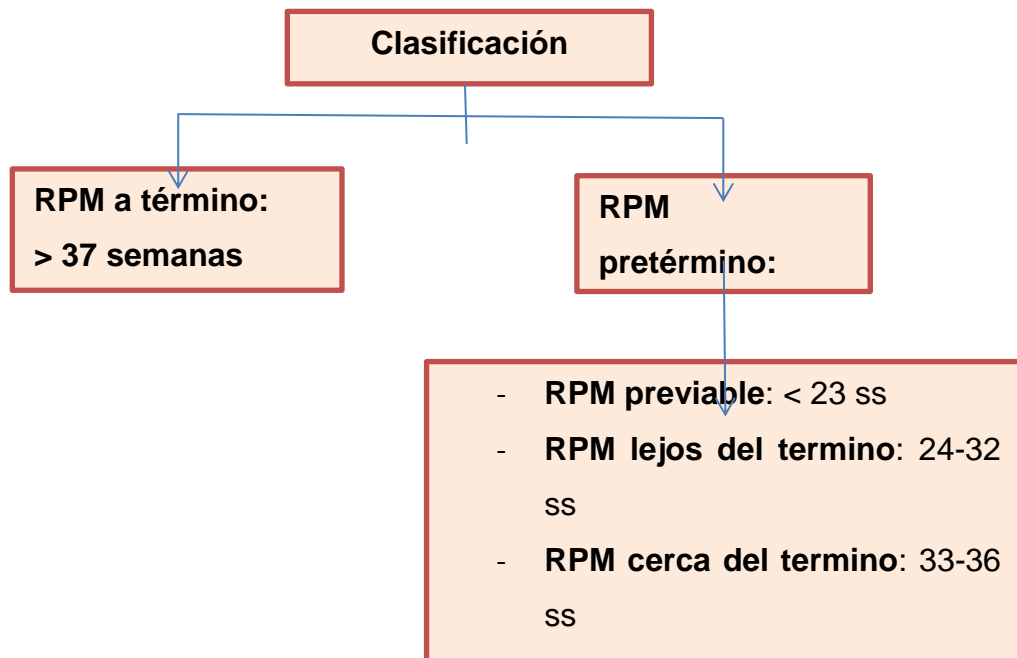 Clasificación
RPM a término:
> 37 semanas
RPM
pretérmino:
- RPM previable: < 23 ss
- RPM lejos del termino: 24-32
ss
- RPM cerca del termino: 33-36
ss